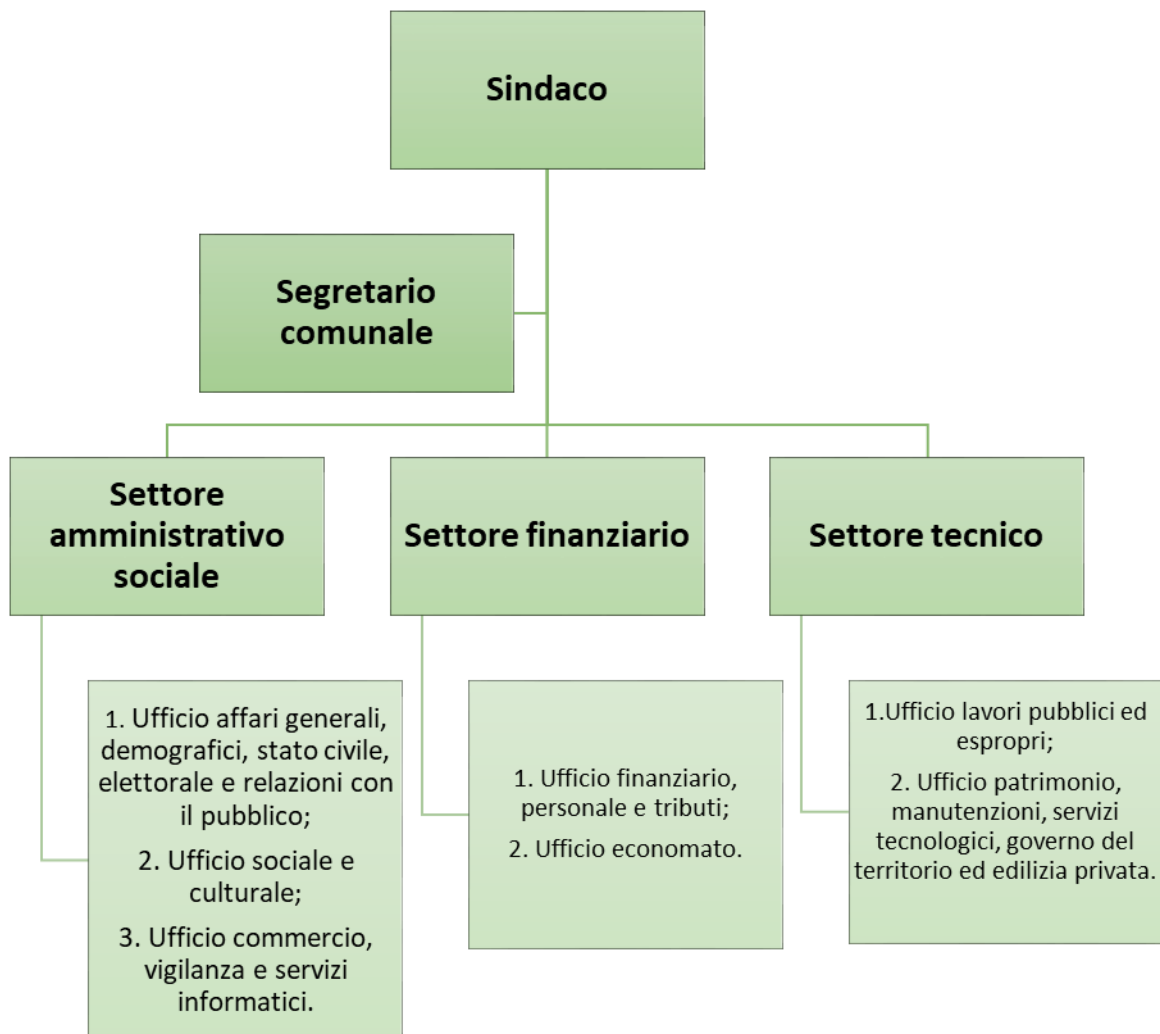 Sindaco
Segretario
comunale
Settore
amministrativo
sociale
Settore finanziario
Settore tecnico
1. Ufficio affari generali,
demografici, stato civile,
elettorale e relazioni con
il pubblico;
2. Ufficio sociale e
culturale;
3. Ufficio commercio,
vigilanza e servizi
informatici.
1. Ufficio finanziario,
personale e tributi;
2. Ufficio economato.
1.Ufficio lavori pubblici ed
espropri;
2. Ufficio patrimonio,
manutenzioni, servizi
tecnologici, governo del
territorio ed edilizia privata.